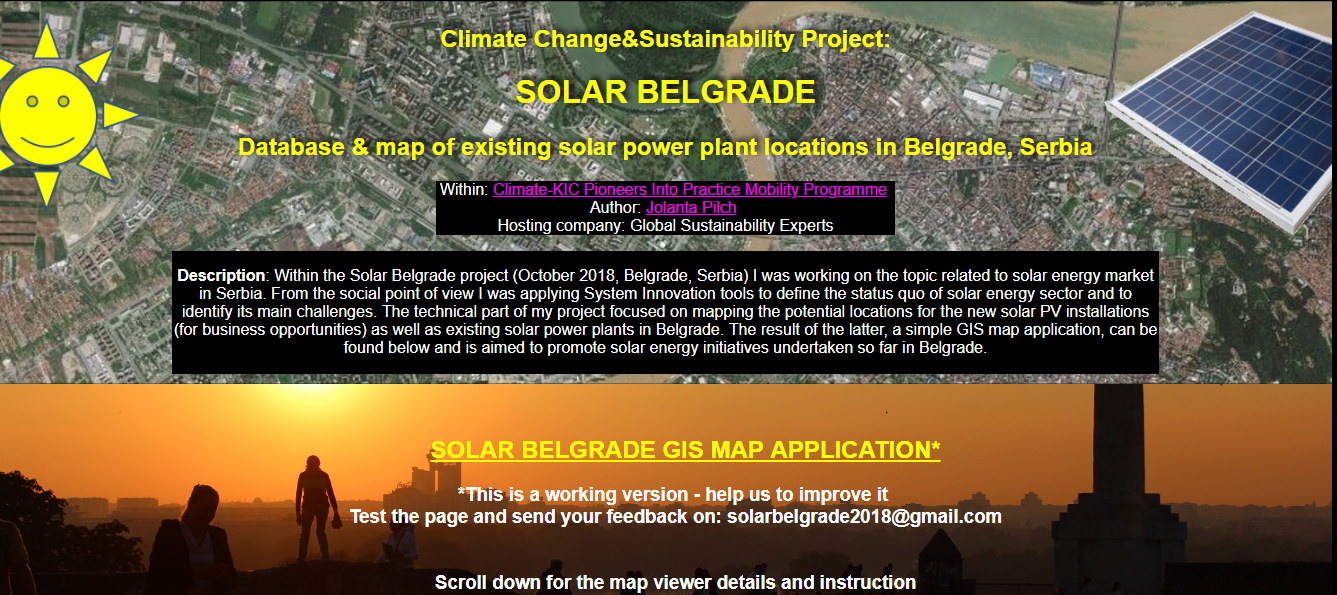 Climate Change&Sustainability Project:
SOLAR BELGRADE
Database & map of existing solar power plant locations in Belgrade, Serbia
Within: Climate-KIC Pioneers Into Practice Mobility Programme
Author: Jolanta Pilch
Hosting company: Global Sustainability Experts
Description: Within the Solar Belgrade project (October 2018, Belgrade, Serbia) I was working on the topic related to solar energy market
in Serbia. From the social point of view I was applying System Innovation tools to define the status quo of solar energy sector and to
identify its main challenges. The technical part of my project focused on mapping the potential locations for the new solar PV installations
(for business opportunities) as well as existing solar power plants in Belgrade. The result of the latter, a simple GIS map application, can be
found below and is aimed to promote solar energy initiatives undertaken so far in Belgrade.
SOLAR BELGRADE GIS MAP APPLICATION*
*This is a working version - help us to improve it
Test the page and send your feedback on: solarbelgrade2018@gmail.com
Scroll down for the map viewer details and instruction